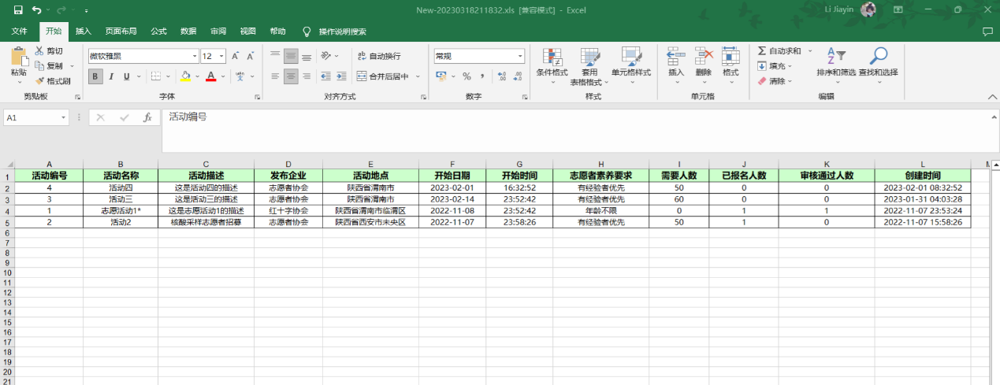 New-20230318211832.xls [兼容模式] - Excel
Li Jiayin
文件 开始 插入 页面布局 公式 数据 审阅 视图 帮助 操作说明搜索
粘贴
剪切
复制
格式刷
剪贴板
微软雅黑 12
B I U
字体
自动换行
合并后居中
对齐方式
常规
数字
条件格式 套用 表格格式 单元格样式
样式
插入 删除 格式
单元格
自动求和
填充
清除
排序和筛选 查找和选择
编辑
A1 fx 活动编号
A B C D E F G H I J K L
1 活动编号 活动名称 活动描述 发布企业 活动地点 开始日期 开始时间 志愿者素养要求 需要人数 已报名人数 审核通过人数 创建时间
2 4 活动四 这是活动四的描述 志愿者协会 陕西省渭南市 2023-02-01 16:32:52 有经验者优先 50 0 0 2023-02-01 08:32:52
3 3 活动三 这是活动三的描述 志愿者协会 陕西省渭南市 2023-02-14 23:52:42 有经验者优先 60 0 0 2023-01-31 04:03:28
4 1 志愿活动1* 这是志愿活动1的描述 红十字协会 陕西省渭南市临渭区 2022-11-08 23:52:42 年龄不限 0 1 1 2022-11-07 23:53:24
5 2 活动2 核酸采样志愿者招募 志愿者协会 陕西省西安市未央区 2022-11-07 23:58:26 有经验者优先 50 1 0 2022-11-07 15:58:26
6
7
8
9
10
11
12
13
14
15
16
17
18
19
20
21